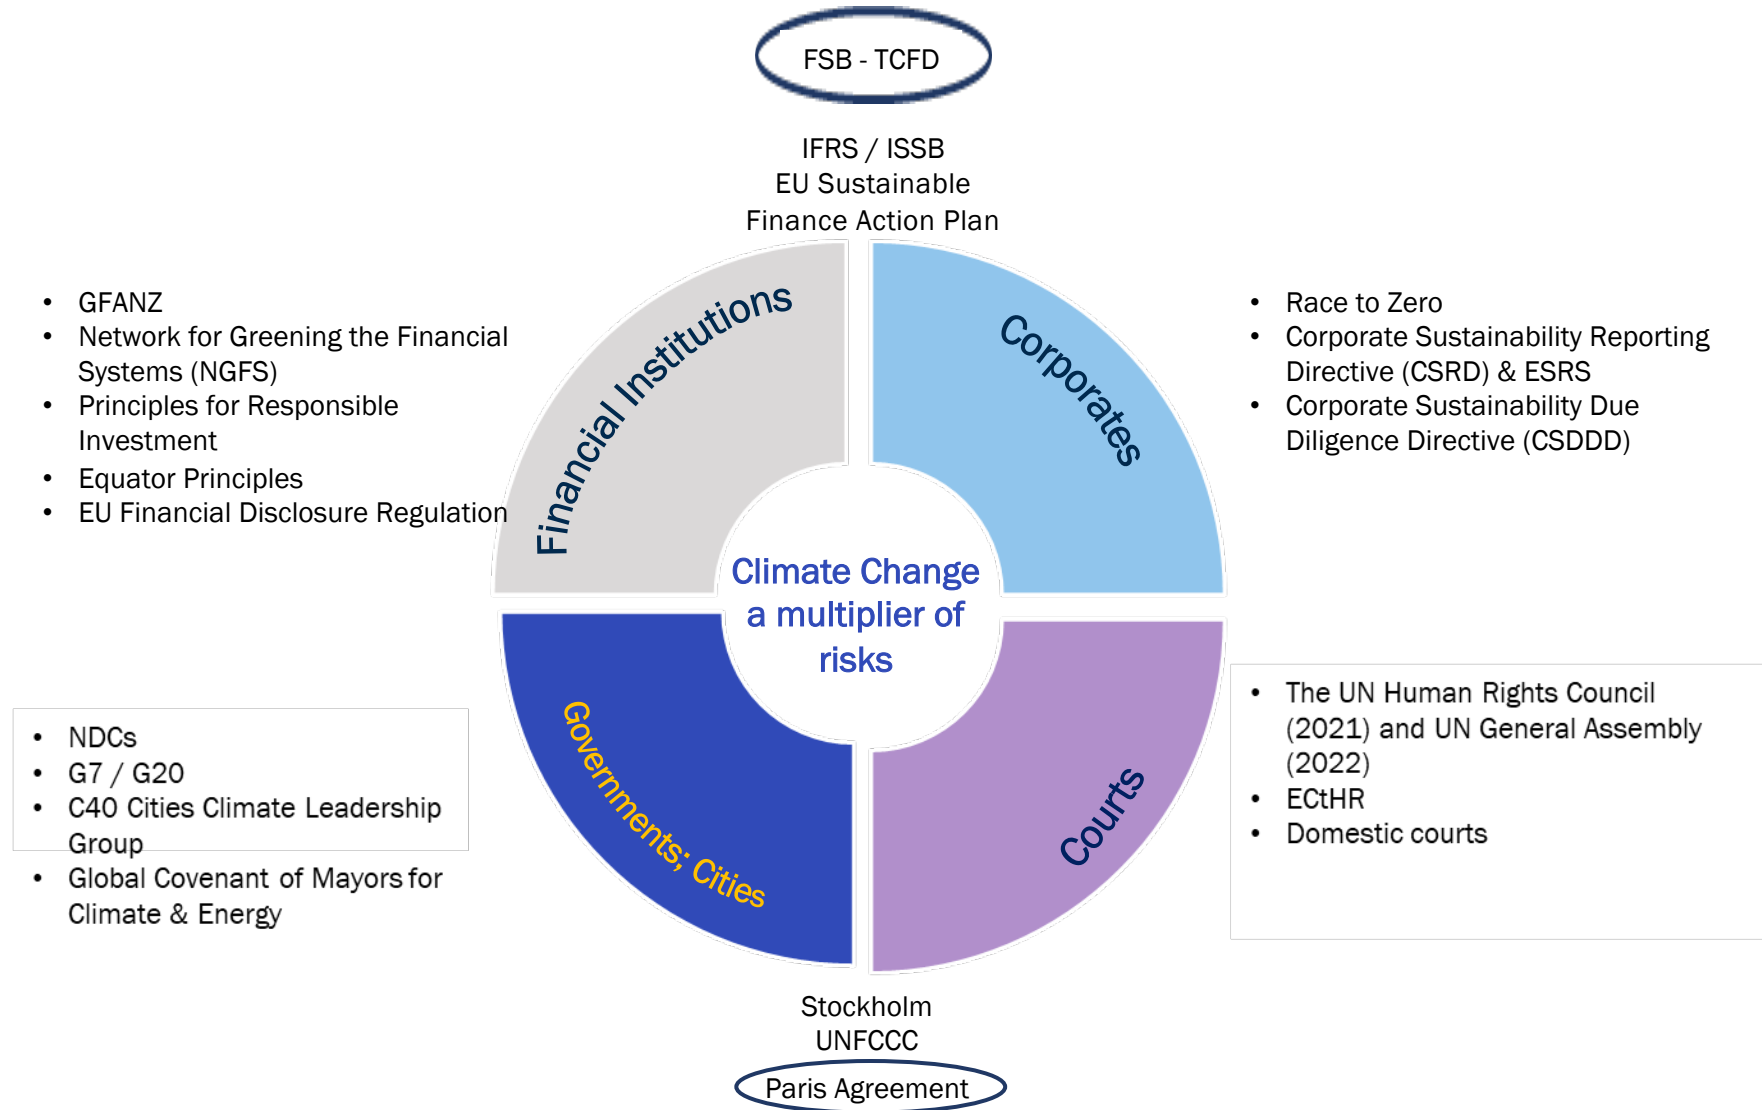 FSB - TCFD
IFRS / ISSB
EU Sustainable
Finance Action Plan
• GFANZ
• Network for Greening the Financial
Systems (NGFS)
• Principles for Responsible
Investment
• Equator Principles
• EU Financial Disclosure Regulation
Financial Institutions
Corporates
• Race to Zero
• Corporate Sustainability Reporting
Directive (CSRD) & ESRS
• Corporate Sustainability Due
Diligence Directive (CSDDD)
Climate Change
a multiplier of
risks
• NDCs
• G7 / G20
• C40 Cities Climate Leadership
Group
• Global Covenant of Mayors for
Climate & Energy
Governments; Cities
Courts
• The UN Human Rights Council
(2021) and UN General Assembly
(2022)
• ECtHR
• Domestic courts
Stockholm
UNFCCC
Paris Agreement